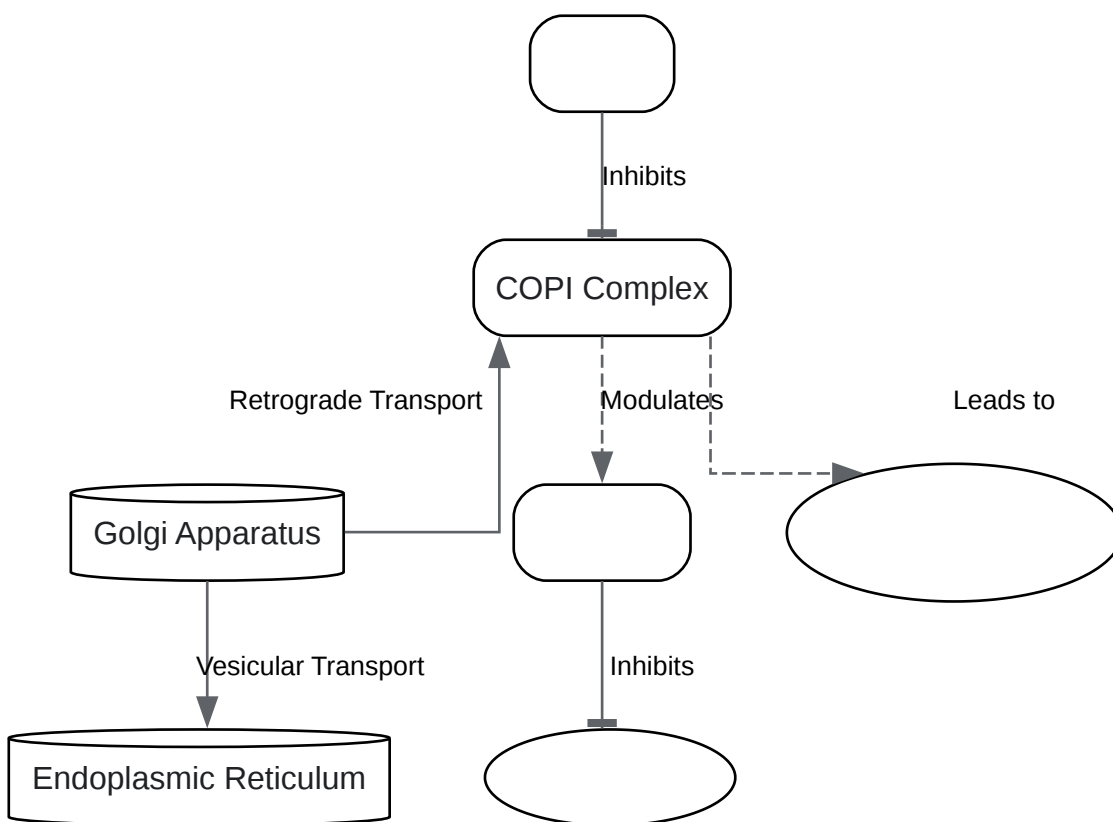 Inhibits
COPI Complex
Retrograde Transport
Modulates
Leads to
Golgi Apparatus
Vesicular Transport
Inhibits
Endoplasmic Reticulum